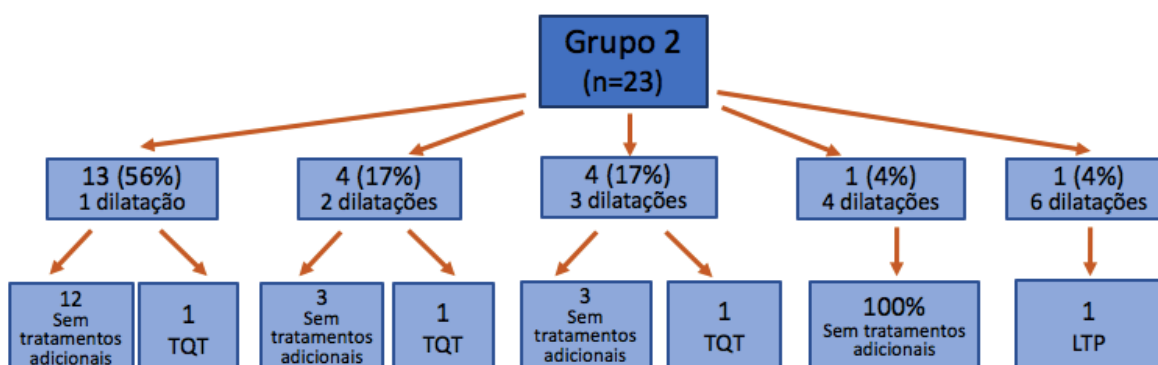 Grupo 2
(n=23)
13 (56%)
1 dilatação
4 (17%)
2 dilatações
4 (17%)
3 dilatações
1 (4%)
4 dilatações
1 (4%)
6 dilatações
12
Sem
tratamentos
adicionais
1
TQT
3
Sem
tratamentos
adicionais
1
TQT
3
Sem
tratamentos
adicionais
1
TQT
100%
Sem tratamentos
adicionais
1
LTP